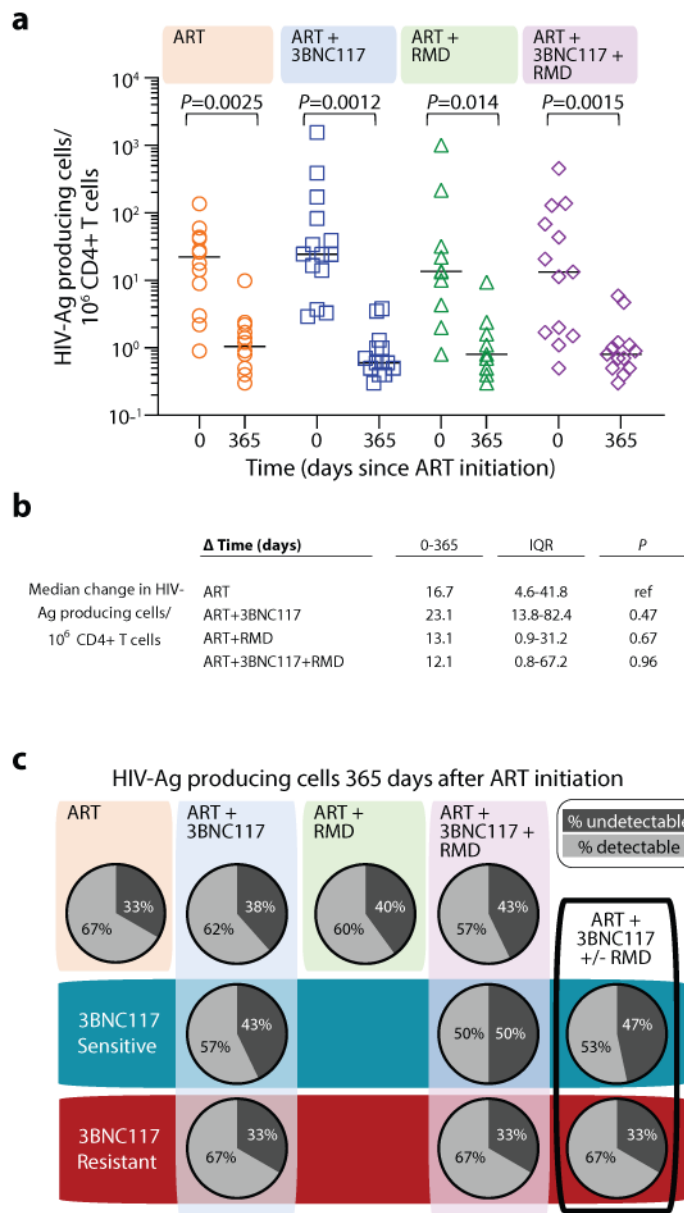 a
ART
ART +
3BNC117
ART +
RMD
ART +
3BNC117 +
RMD
P=0.0025
P=0.0012
P=0.014
P=0.0015
HIV-Ag producing cells/
10^6 CD4+ T cells
10^4
10^3
10^2
10^1
10^0
10^-1
0 365 0 365 0 365 0 365
Time (days since ART initiation)
b
Δ Time (days) 0-365 IQR P
Median change in HIV-
Ag producing cells/
10^6 CD4+ T cells
ART 16.7 4.6-41.8 ref
ART+3BNC117 23.1 13.8-82.4 0.47
ART+RMD 13.1 0.9-31.2 0.67
ART+3BNC117+RMD 12.1 0.8-67.2 0.96
c
HIV-Ag producing cells 365 days after ART initiation
ART
ART +
3BNC117
ART +
RMD
ART +
3BNC117 +
RMD
% undetectable
% detectable
33% 67%
38% 62%
40% 60%
43% 57%
ART +
3BNC117
+/- RMD
3BNC117
Sensitive
43% 57%
50% 50%
47% 53%
3BNC117
Resistant
33% 67%
33% 67%
33% 67%